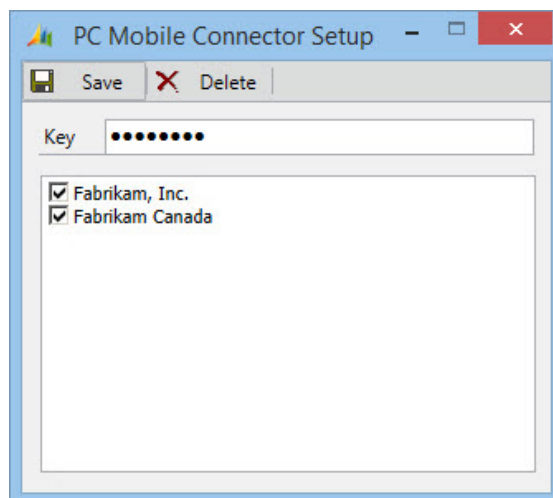 PC Mobile Connector Setup
Save Delete
Key ••••••••
Fabrikam, Inc.
Fabrikam Canada